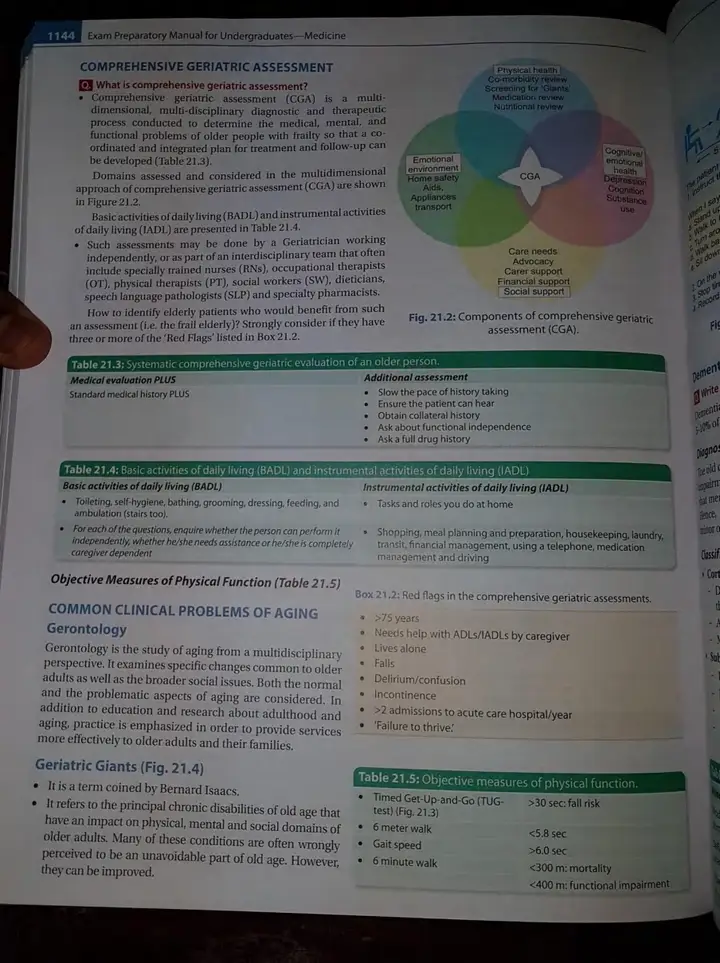 1144 Exam Preparatory Manual for Undergraduates—Medicine
COMPREHENSIVE GERIATRIC ASSESSMENT
Q. What is comprehensive geriatric assessment?
• Comprehensive geriatric assessment (CGA) is a multi-
dimensional, multi-disciplinary diagnostic and therapeutic
process conducted to determine the medical, mental, and
functional problems of older people with frailty so that a co-
ordinated and integrated plan for treatment and follow-up can
be developed (Table 21.3).
Domains assessed and considered in the multidimensional
approach of comprehensive geriatric assessment (CGA) are shown
in Figure 21.2.
Basic activities of daily living (BADL) and instrumental activities
of daily living (IADL) are presented in Table 21.4.
• Such assessments may be done by a Geriatrician working
independently, or as part of an interdisciplinary team that often
include specially trained nurses (RNs), occupational therapists
(OT), physical therapists (PT), social workers (SW), dieticians,
speech language pathologists (SLP) and specialty pharmacists.
How to identify elderly patients who would benefit from such
an assessment (i.e. the frail elderly)? Strongly consider if they have
three or more of the 'Red Flags' listed in Box 21.2.
Physical health
Co-morbidity review
Screening for 'Giants'
Medication review
Nutritional review
Emotional
environment
Home safety
Aids,
Appliances
transport
CGA
Cognitive/
emotional
health
Depression
Cognition
Substance
use
Care needs
Advocacy
Carer support
Financial support
Social support
Fig. 21.2: Components of comprehensive geriatric
assessment (CGA).
Table 21.3: Systematic comprehensive geriatric evaluation of an older person.
Medical evaluation PLUS
Additional assessment
Standard medical history PLUS
• Slow the pace of history taking
• Ensure the patient can hear
• Obtain collateral history
• Ask about functional independence
• Ask a full drug history
Table 21.4: Basic activities of daily living (BADL) and instrumental activities of daily living (IADL)
Basic activities of daily living (BADL)
Instrumental activities of daily living (IADL)
• Toileting, self-hygiene, bathing, grooming, dressing, feeding, and
ambulation (stairs too).
• Tasks and roles you do at home
• For each of the questions, enquire whether the person can perform it
independently, whether he/she needs assistance or he/she is completely
caregiver dependent
• Shopping, meal planning and preparation, housekeeping, laundry,
transit, financial management, using a telephone, medication
management and driving
Objective Measures of Physical Function (Table 21.5)
COMMON CLINICAL PROBLEMS OF AGING
Gerontology
Gerontology is the study of aging from a multidisciplinary
perspective. It examines specific changes common to older
adults as well as the broader social issues. Both the normal
and the problematic aspects of aging are considered. In
addition to education and research about adulthood and
aging, practice is emphasized in order to provide services
more effectively to older adults and their families.
Geriatric Giants (Fig. 21.4)
• It is a term coined by Bernard Isaacs.
• It refers to the principal chronic disabilities of old age that
have an impact on physical, mental and social domains of
older adults. Many of these conditions are often wrongly
perceived to be an unavoidable part of old age. However,
they can be improved.
Box 21.2: Red flags in the comprehensive geriatric assessments.
• >75 years
• Needs help with ADLs/IADLs by caregiver
• Lives alone
• Falls
• Delirium/confusion
• Incontinence
• >2 admissions to acute care hospital/year
• 'Failure to thrive.'
Table 21.5: Objective measures of physical function.
• Timed Get-Up-and-Go (TUG-
test) (Fig. 21.3)
>30 sec: fall risk
• 6 meter walk
<5.8 sec
• Gait speed
>6.0 sec
• 6 minute walk
<300 m: mortality
<400 m: functional impairment